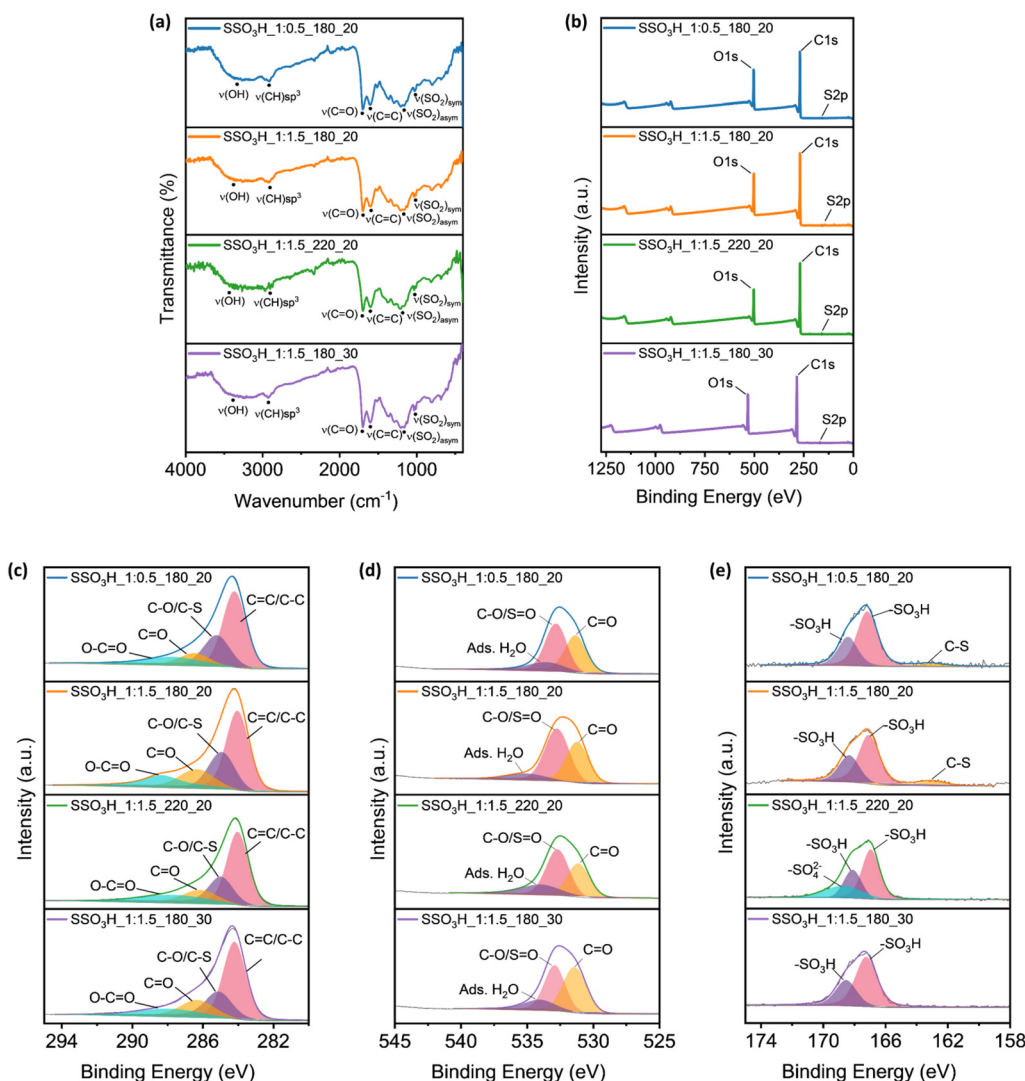 (a)
SSO₃H_1:0.5_180_20
ν(OH)
ν(CH)sp³
ν(C=O)
ν(C=C)
ν(SO₂)sym
ν(SO₂)asym
SSO₃H_1:1.5_180_20
ν(OH)
ν(CH)sp³
ν(C=O)
ν(C=C)
ν(SO₂)sym
ν(SO₂)asym
SSO₃H_1:1.5_220_20
ν(OH)
ν(CH)sp³
ν(C=O)
ν(C=C)
ν(SO₂)sym
ν(SO₂)asym
SSO₃H_1:1.5_180_30
ν(OH)
ν(CH)sp³
ν(C=O)
ν(C=C)
ν(SO₂)sym
ν(SO₂)asym
Transmittance (%)
4000 3000 2000 1000
Wavenumber (cm⁻¹)
(b)
SSO₃H_1:0.5_180_20
O1s
C1s
S2p
SSO₃H_1:1.5_180_20
O1s
C1s
S2p
SSO₃H_1:1.5_220_20
O1s
C1s
S2p
SSO₃H_1:1.5_180_30
O1s
C1s
S2p
Intensity (a.u.)
1250 1000 750 500 250 0
Binding Energy (eV)
(c)
SSO₃H_1:0.5_180_20
C=C/C-C
C-O/C-S
C=O
O-C=O
SSO₃H_1:1.5_180_20
C=C/C-C
C-O/C-S
C=O
O-C=O
SSO₃H_1:1.5_220_20
C=C/C-C
C-O/C-S
C=O
O-C=O
SSO₃H_1:1.5_180_30
C=C/C-C
C-O/C-S
C=O
O-C=O
Intensity (a.u.)
294 290 286 282
Binding Energy (eV)
(d)
SSO₃H_1:0.5_180_20
C-O/S=O
C=O
Ads. H₂O
SSO₃H_1:1.5_180_20
C-O/S=O
C=O
Ads. H₂O
SSO₃H_1:1.5_220_20
C-O/S=O
C=O
Ads. H₂O
SSO₃H_1:1.5_180_30
C-O/S=O
C=O
Ads. H₂O
Intensity (a.u.)
545 540 535 530 525
Binding Energy (eV)
(e)
SSO₃H_1:0.5_180_20
-SO₃H
-SO₃H
C-S
SSO₃H_1:1.5_180_20
-SO₃H
-SO₃H
C-S
SSO₃H_1:1.5_220_20
-SO₃H
-SO₃H
-SO₄²⁻
SSO₃H_1:1.5_180_30
-SO₃H
-SO₃H
Intensity (a.u.)
174 170 166 162 158
Binding Energy (eV)